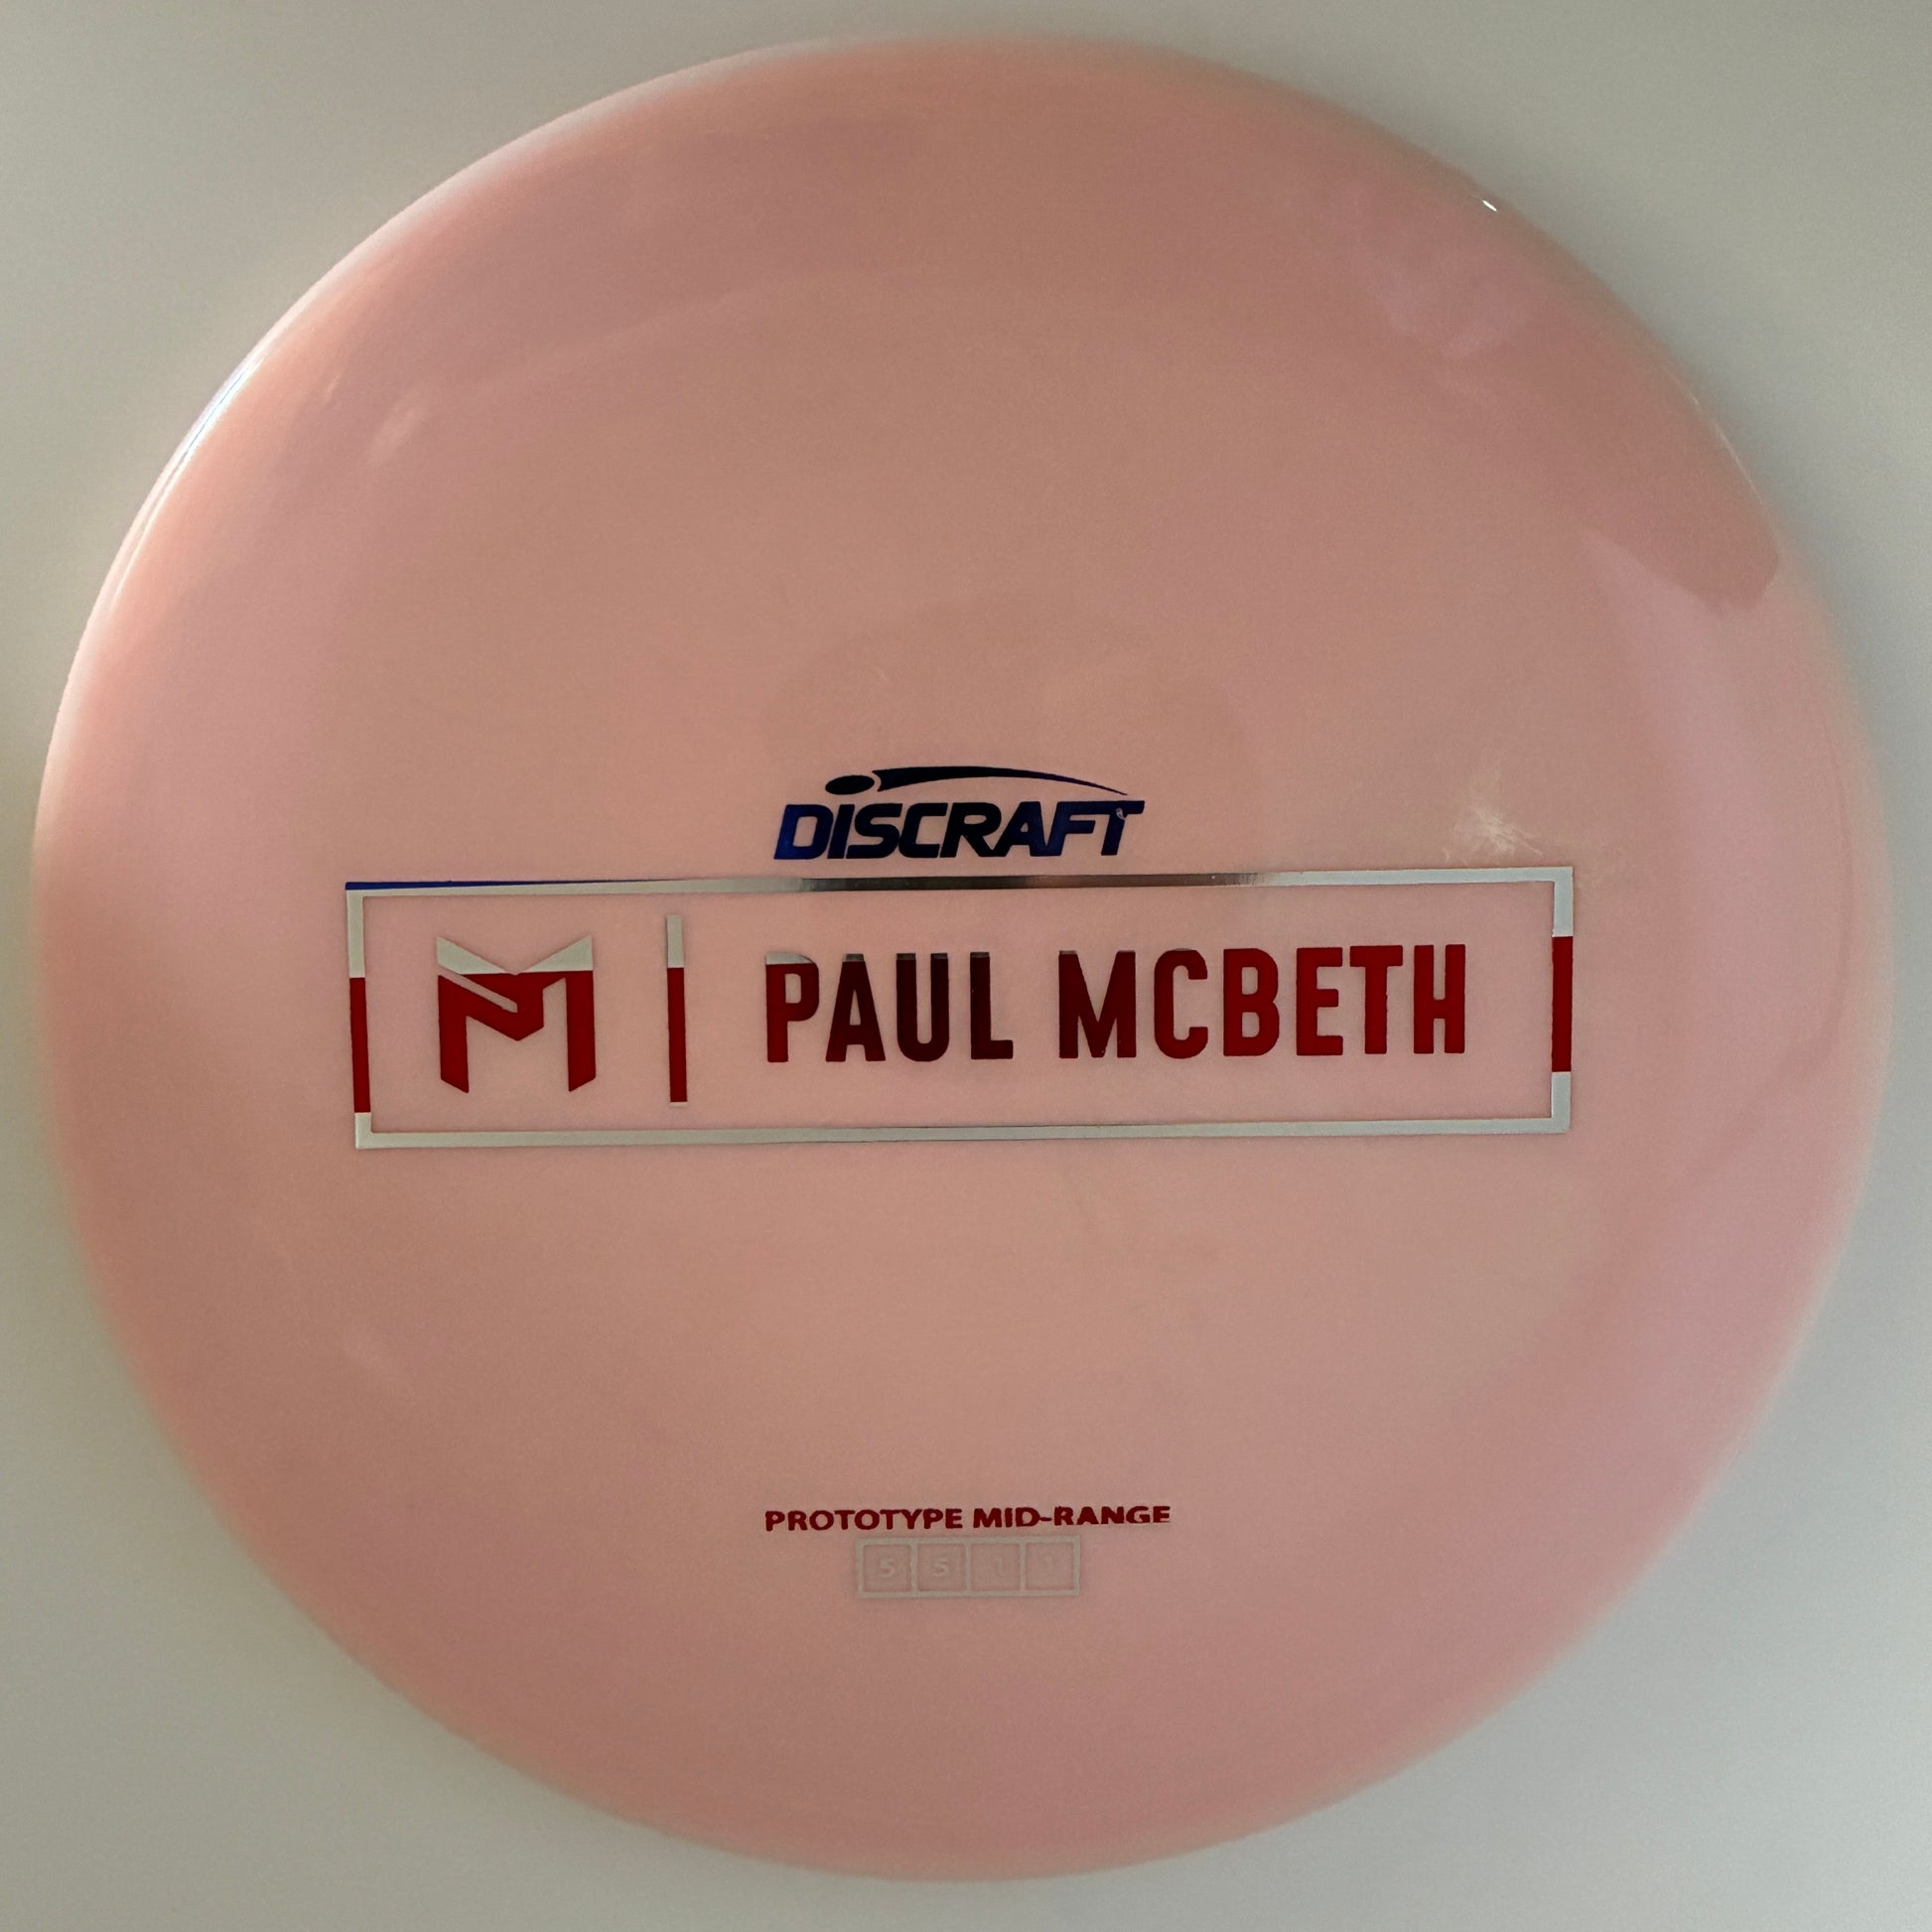 DISCRAFT
M PAUL MCBETH
PROTOTYPE MID-RANGE
5 5 1 1